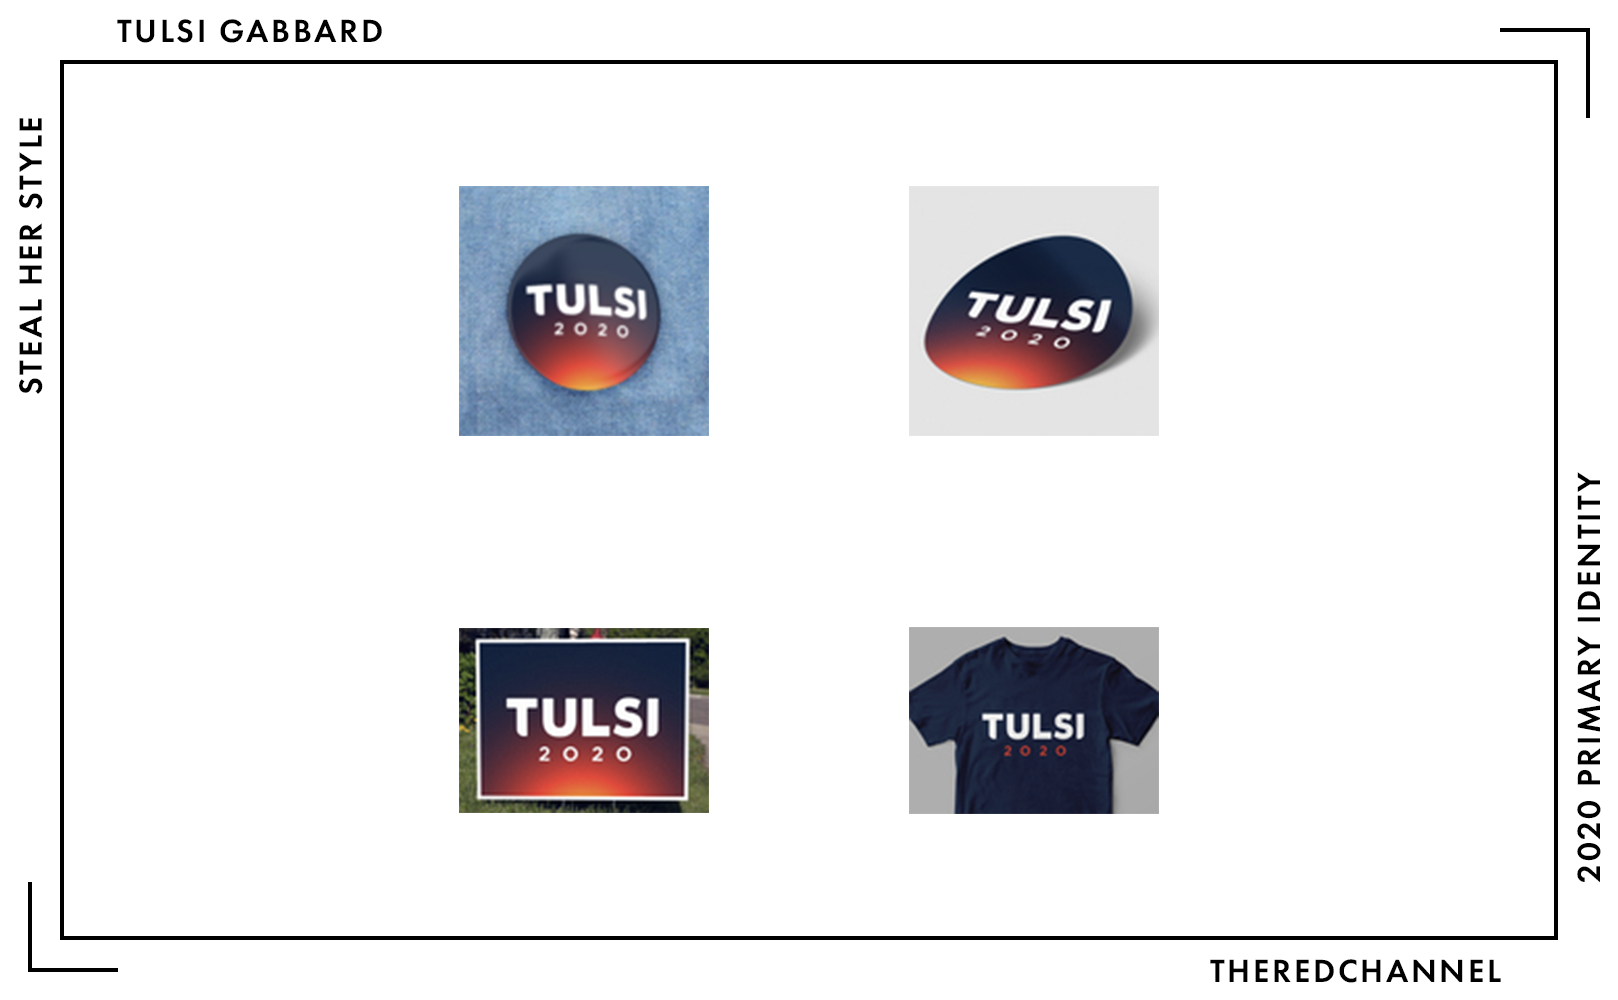 TULSI GABBARD
STEAL HER STYLE
TULSI
2020
TULSI
2020
TULSI
2020
TULSI
2020
2020 PRIMARY IDENTITY
THEREDCHANNEL